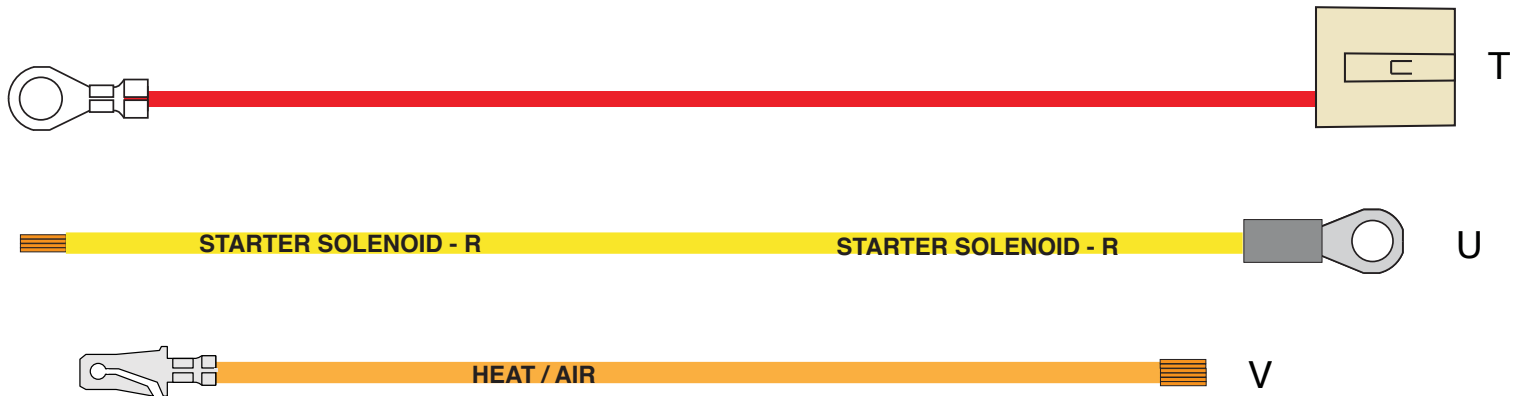 T
STARTER SOLENOID - R STARTER SOLENOID - R U
HEAT / AIR V